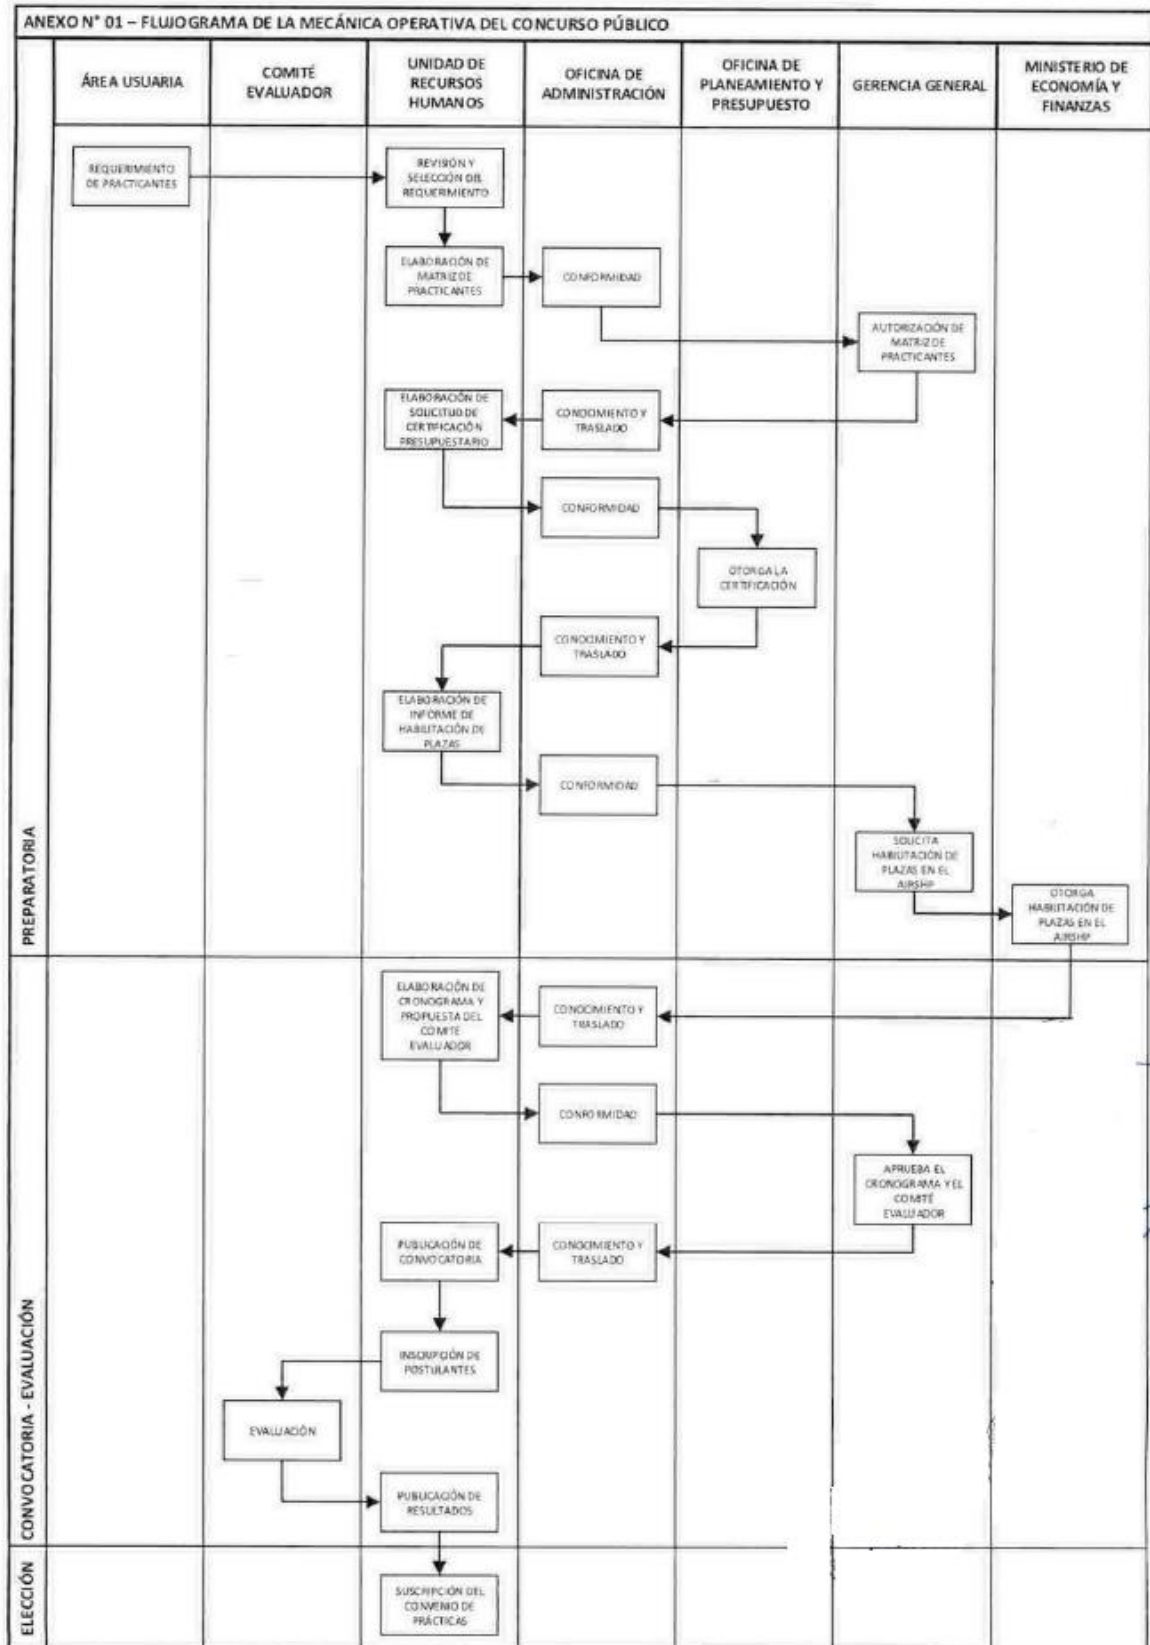 ANEXO N° 01 – FLUJOGRAMA DE LA MECÁNICA OPERATIVA DEL CONCURSO PÚBLICO
ÁREA USUARIA
COMITÉ
EVALUADOR
UNIDAD DE
RECURSOS
HUMANOS
OFICINA DE
ADMINISTRACIÓN
OFICINA DE
PLANEAMIENTO Y
PRESUPUESTO
GERENCIA GENERAL
MINISTERIO DE
ECONOMÍA Y
FINANZAS
PREPARATORIA
REQUERIMIENTO
DE PRACTICANTES
REVISIÓN Y
SELECCIÓN DEL
REQUERIMIENTO
ELABORACIÓN DE
MATRIZ DE
PRACTICANTES
CONFORMIDAD
AUTORIZACIÓN DE
MATRIZ DE
PRACTICANTES
CONOCIMIENTO Y
TRASLADO
ELABORACIÓN DE
SOLICITUD DE
CERTIFICACIÓN
PRESUPUESTARIO
CONFORMIDAD
OTORGA LA
CERTIFICACIÓN
CONOCIMIENTO Y
TRASLADO
ELABORACIÓN DE
INFORME DE
HABILITACIÓN DE
PLAZAS
CONFORMIDAD
SOLICITA
HABILITACIÓN DE
PLAZAS EN EL
AIRSHP
OTORGA
HABILITACIÓN DE
PLAZAS EN EL
AIRSHP
CONVOCATORIA - EVALUACIÓN
CONOCIMIENTO Y
TRASLADO
ELABORACIÓN DE
CRONOGRAMA Y
PROPUESTA DEL
COMITÉ
EVALUADOR
CONFORMIDAD
APRUEBA EL
CRONOGRAMA Y EL
COMITÉ
EVALUADOR
CONOCIMIENTO Y
TRASLADO
PUBLICACIÓN DE
CONVOCATORIA
INSCRIPCIÓN DE
POSTULANTES
EVALUACIÓN
PUBLICACIÓN DE
RESULTADOS
ELECCIÓN
SUSCRIPCIÓN DEL
CONVENIO DE
PRÁCTICAS